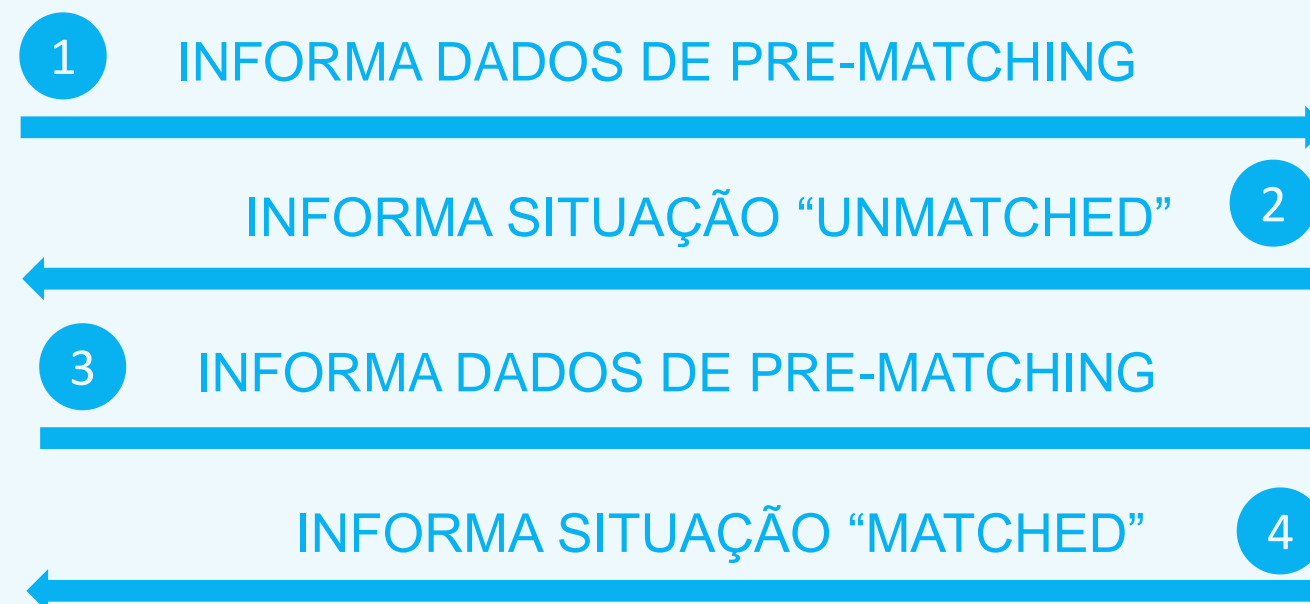 1 INFORMA DADOS DE PRE-MATCHING
INFORMA SITUAÇÃO “UNMATCHED” 2
3 INFORMA DADOS DE PRE-MATCHING
INFORMA SITUAÇÃO “MATCHED” 4